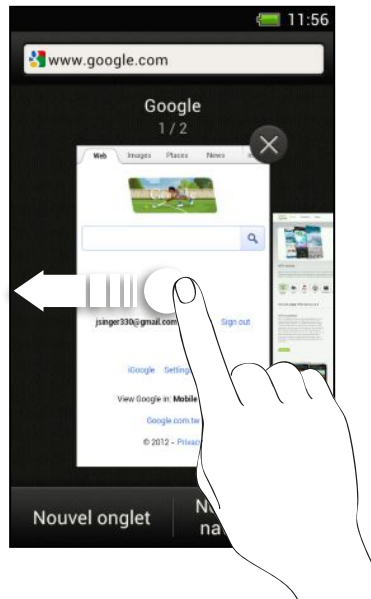 11:56
www.google.com
Google
1 / 2
Web Images Places News
Google
jsinger330@gmail.com Sign out
iGoogle
View Google in: Mobile
Google.com.tw
© 2012 -
Nouvel onglet